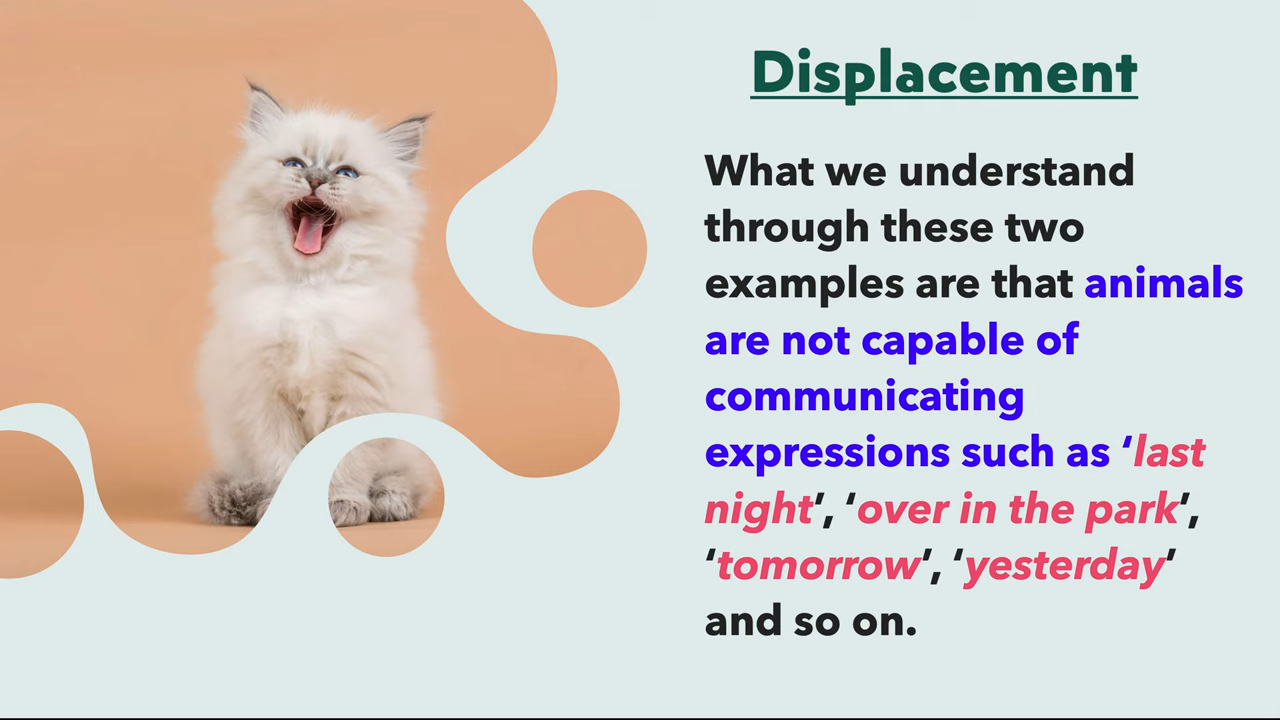 Displacement
What we understand
through these two
examples are that animals
are not capable of
communicating
expressions such as ‘last
night’, ‘over in the park’,
‘tomorrow’, ‘yesterday’
and so on.